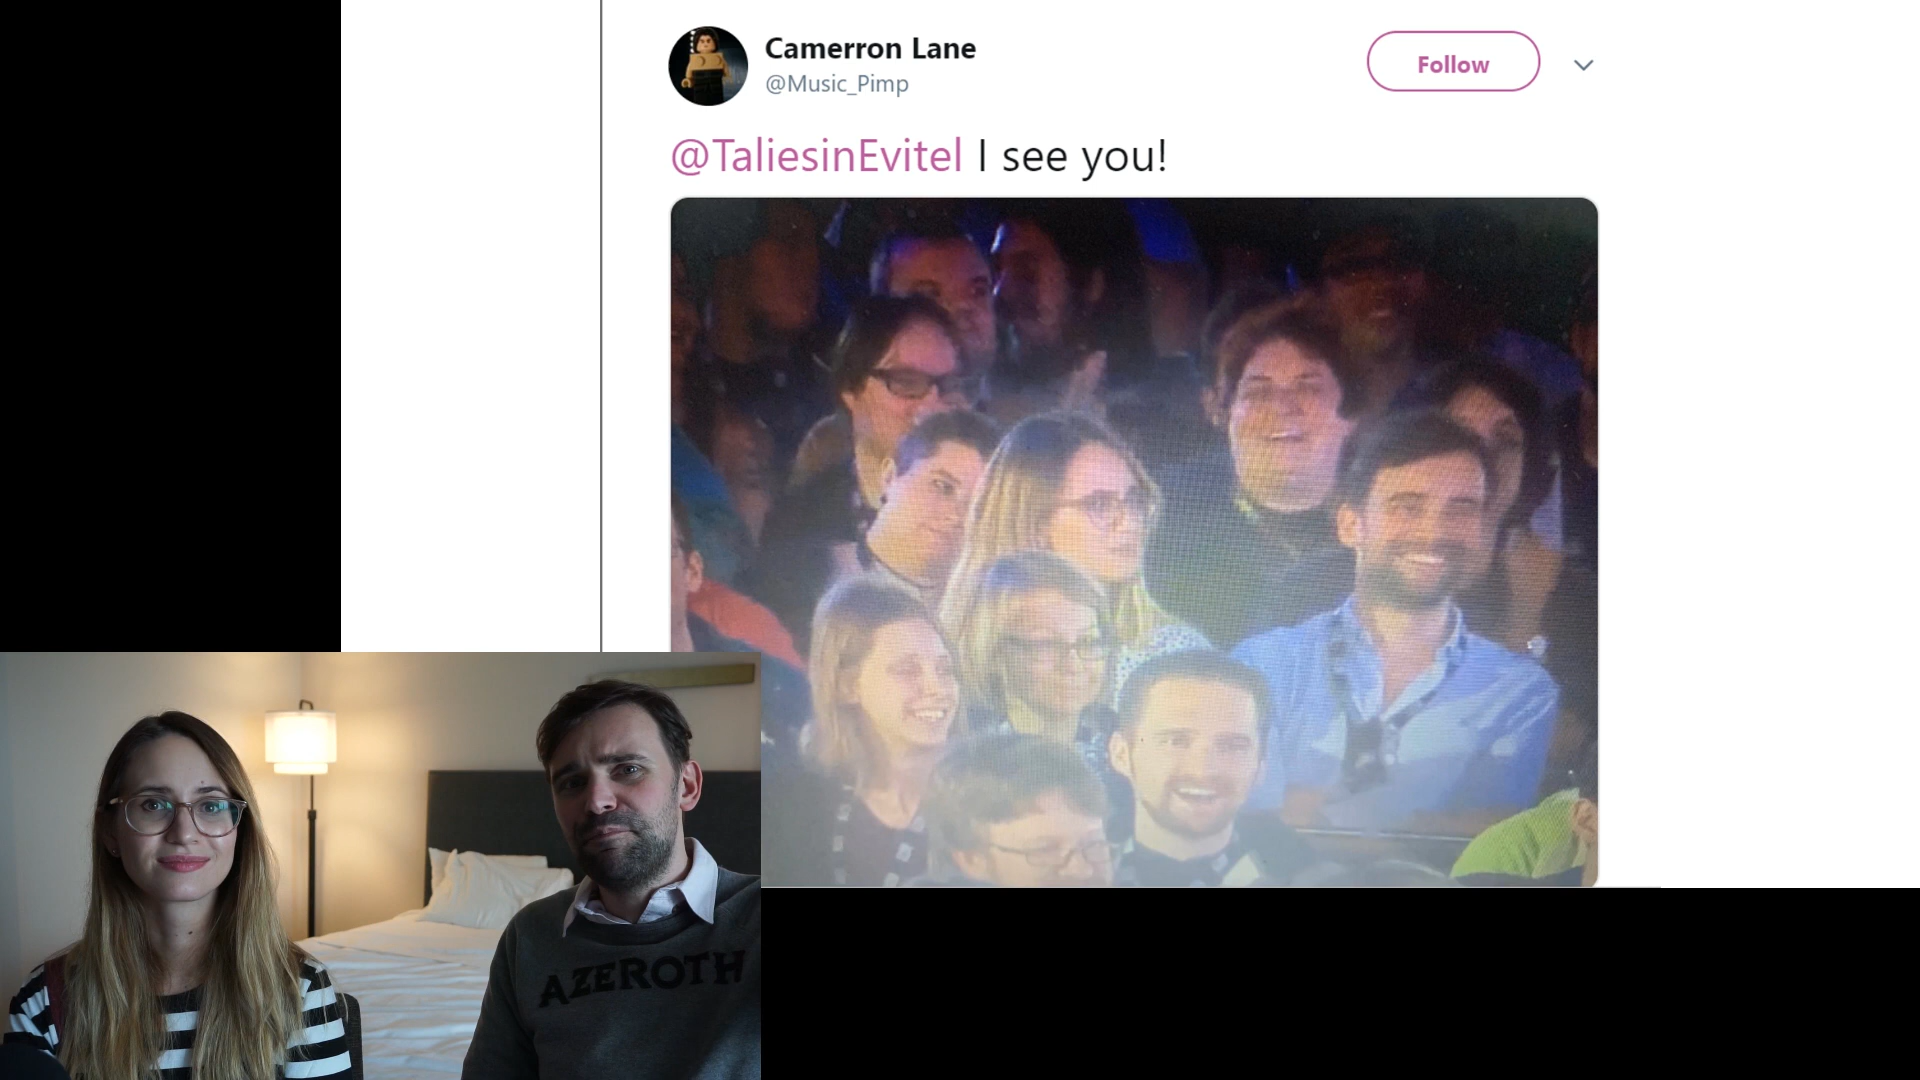 Camerron Lane
@Music_Pimp
Follow
@TaliesinEvitel I see you!
AZEROTH